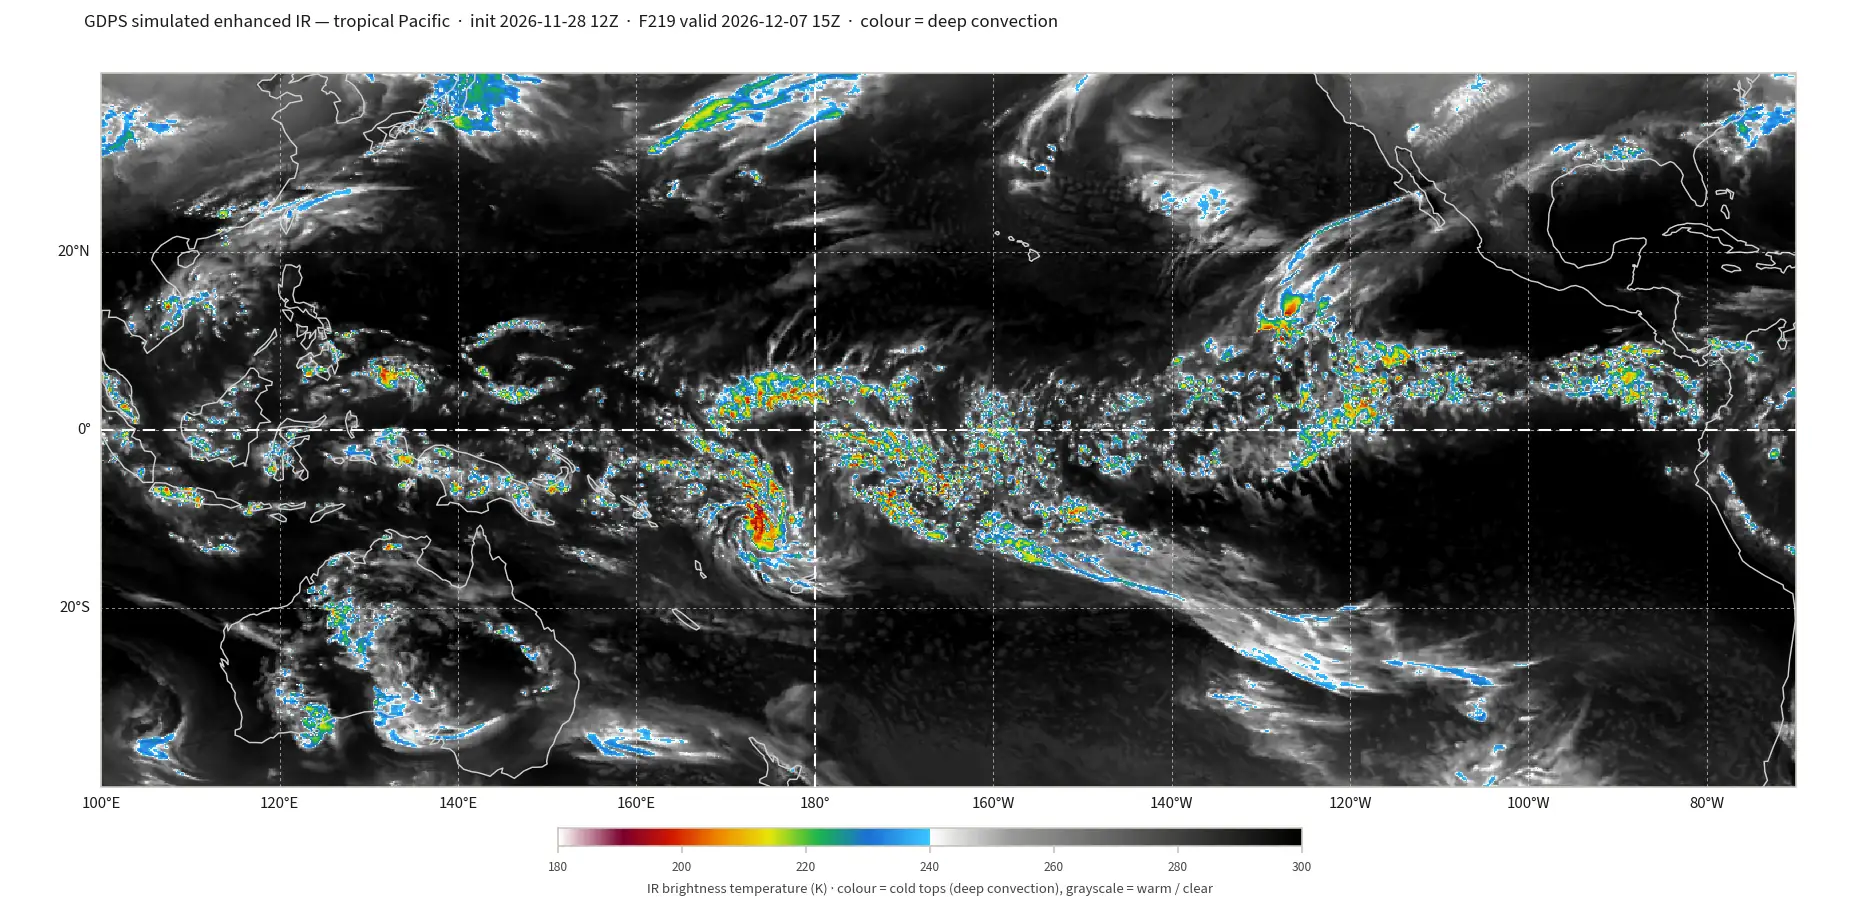 GDPS simulated enhanced IR — tropical Pacific · init 2026-11-28 12Z · F219 valid 2026-12-07 15Z · colour = deep convection
20°N
0°
20°S
100°E 120°E 140°E 160°E 180° 160°W 140°W 120°W 100°W 80°W
180 200 220 240 260 280 300
IR brightness temperature (K) · colour = cold tops (deep convection), grayscale = warm / clear